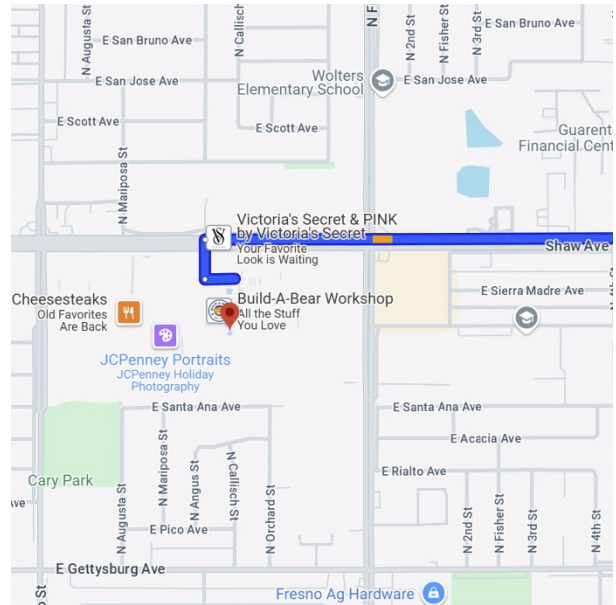 E San Bruno Ave
N Augusta St
N Callisch
N F
N 2nd St
N Fisher St
N 3rd St
E San Bruno Ave
E San Jose Ave
Wolters
Elementary School
E San Jose Ave
E Scott Ave
N Mariposa St
E Scott Ave
Guarant
Financial Cent
Victoria's Secret & PINK
by Victoria's Secret
Your Favorite
Look is Waiting
Shaw Ave
Cheesesteaks
Old Favorites
Are Back
Build-A-Bear Workshop
All the Stuff
You Love
E Sierra Madre Ave
N 4th St
JCPenney Portraits
JCPenney Holiday
Photography
E Santa Ana Ave
E Santa Ana Ave
N Mariposa St
N Angus St
N Callisch St
N Orchard St
E Acacia Ave
E Rialto Ave
Cary Park
N Augusta St
ve
E Pico Ave
N 2nd St
N Fisher St
N 3rd St
N 4th St
E Gettysburg Ave
Fresno Ag Hardware
o St